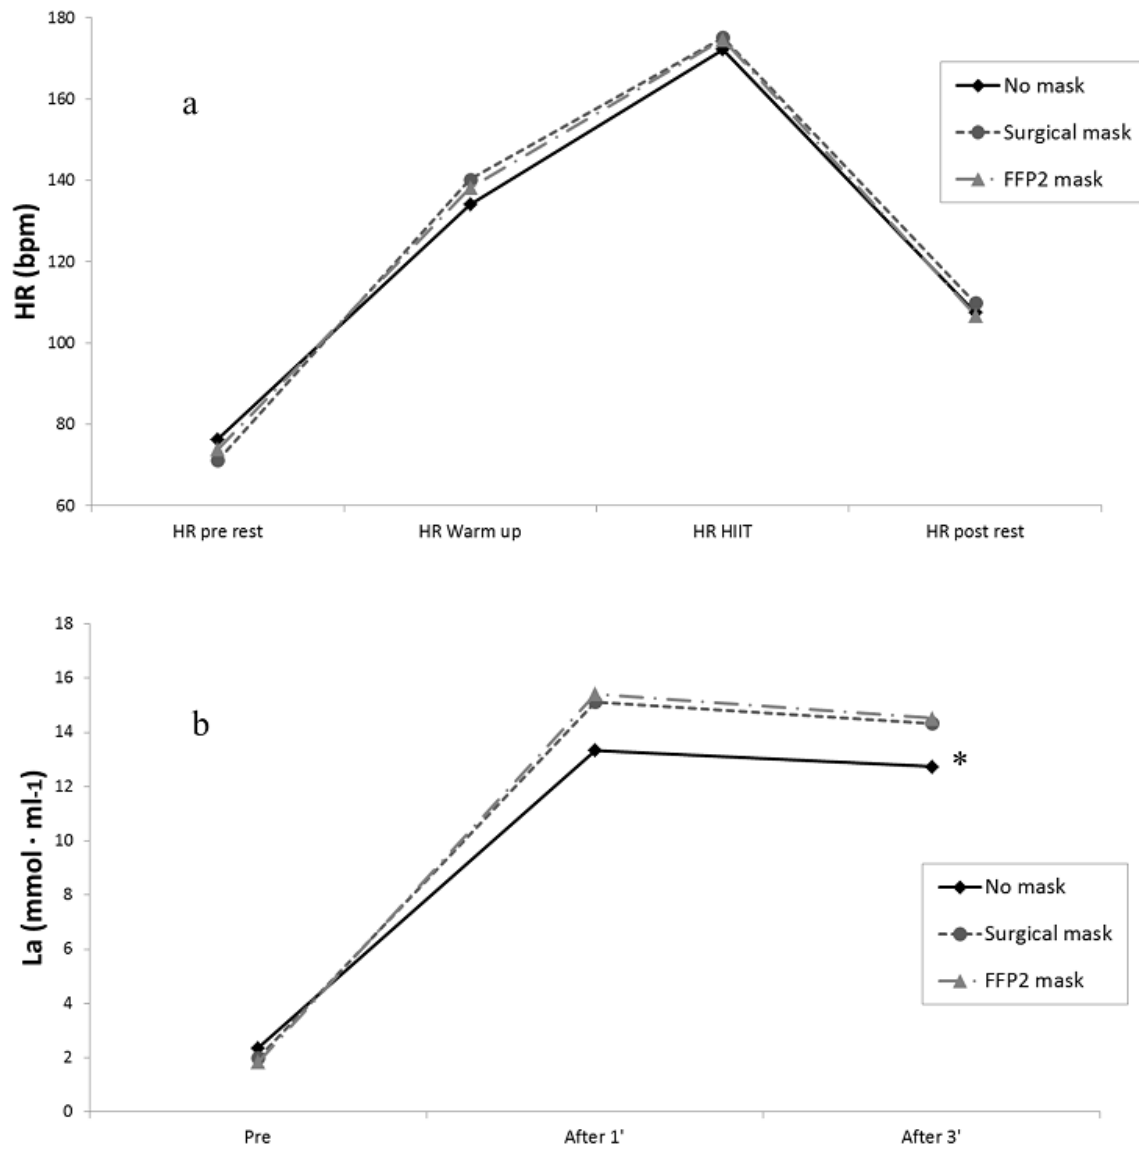 180
160
140
120
100
80
60
HR (bpm)
a
No mask
Surgical mask
FFP2 mask
HR pre rest
HR Warm up
HR HIIT
HR post rest
18
16
14
12
10
8
6
4
2
0
La (mmol · ml-1)
b
*
No mask
Surgical mask
FFP2 mask
Pre
After 1'
After 3'